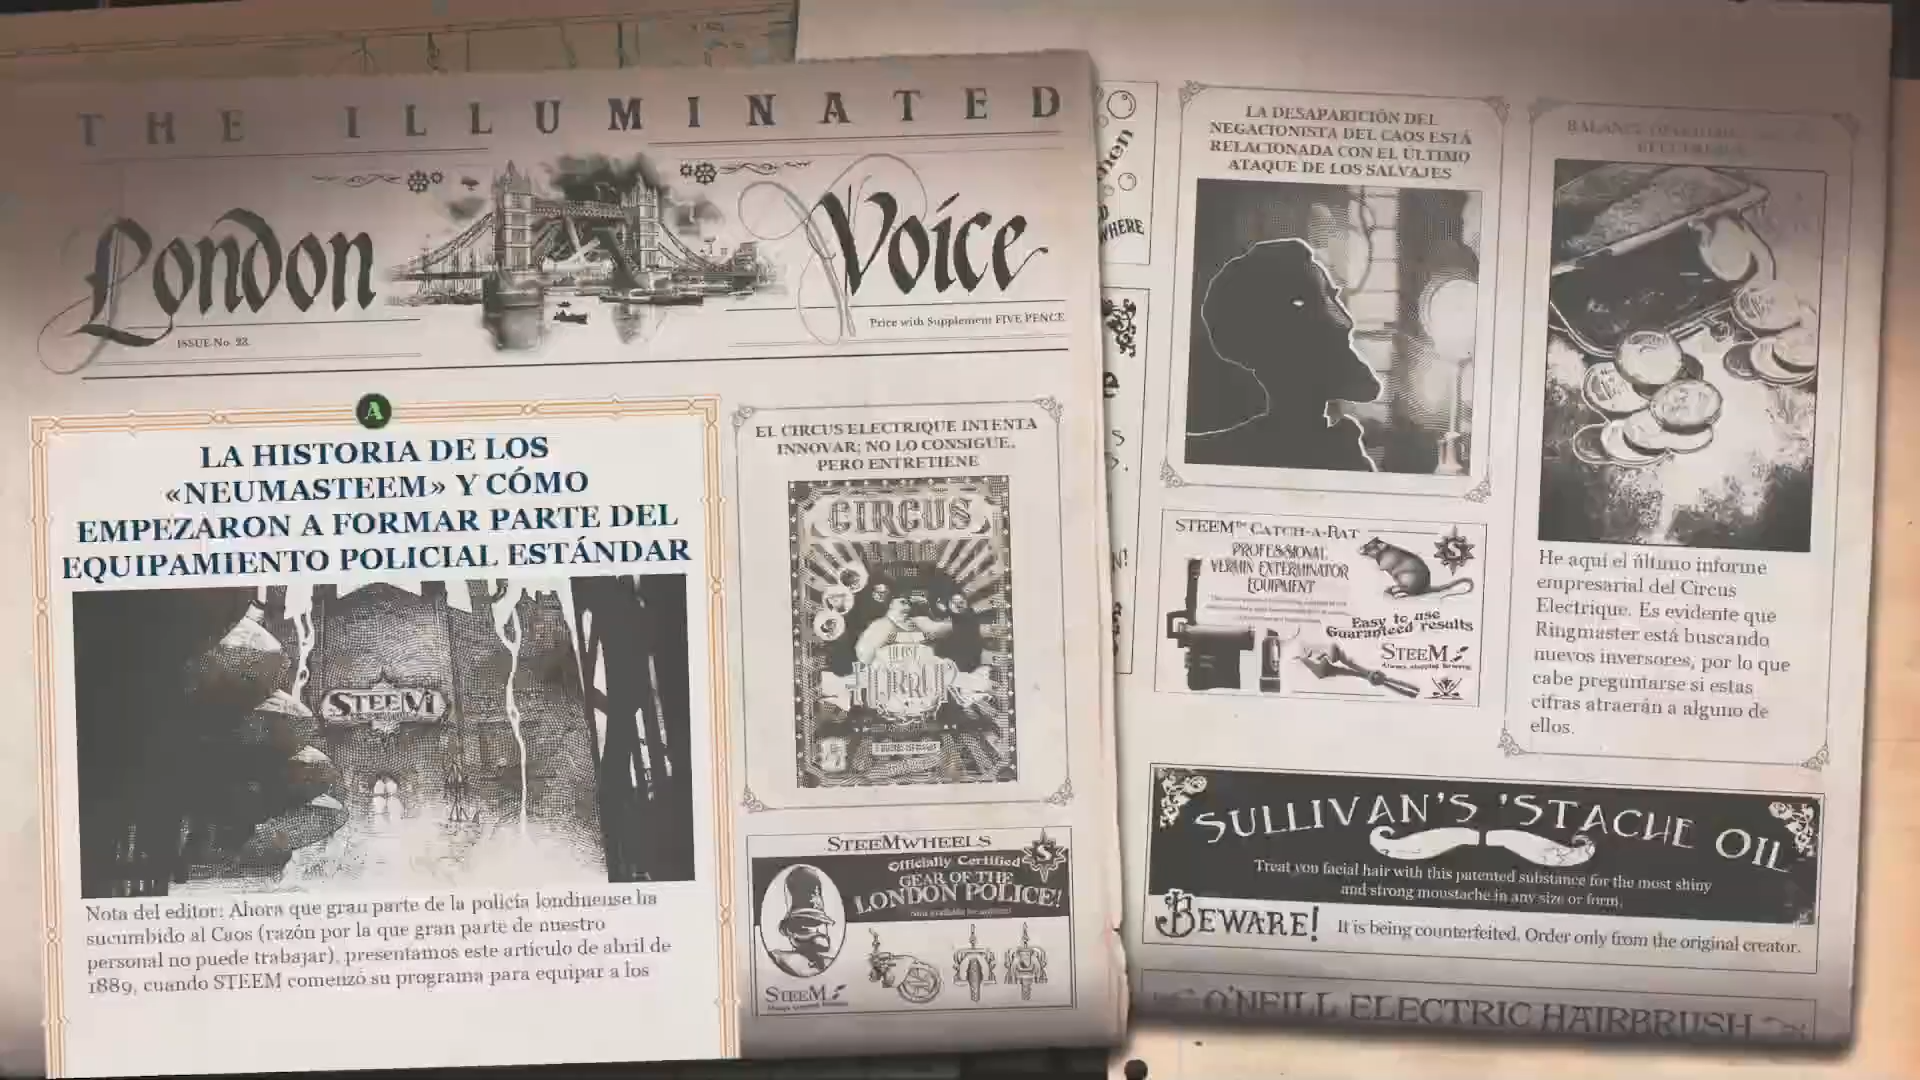 THE ILLUMINATED
London Voice
ISSUE No. 23.
Price with Supplement FIVE PENCE
A
LA HISTORIA DE LOS
«NEUMASTEEM» Y CÓMO
EMPEZARON A FORMAR PARTE DEL
EQUIPAMIENTO POLICIAL ESTÁNDAR
STEEM
Nota del editor: Ahora que gran parte de la policía londinense ha
sucumbido al Caos (razón por la que gran parte de nuestro
personal no puede trabajar), presentamos este artículo de abril de
1889, cuando STEEM comenzó su programa para equipar a los
EL CIRCUS ELECTRIQUE INTENTA
INNOVAR; NO LO CONSIGUE,
PERO ENTRETIENE
CIRCUS
HORROR
STEEMWHEELS
Officially Certified
GEAR OF THE
LONDON POLICE!
STEEM
WHERE
LA DESAPARICIÓN DEL
NEGACIONISTA DEL CAOS ESTÁ
RELACIONADA CON EL ÚLTIMO
ATAQUE DE LOS SALVAJES
STEEM™ CATCH-A-RAT
PROFESSIONAL
VERMIN EXTERMINATOR
EQUIPMENT
Easy to use
Guaranteed results
STEEM
He aquí el último informe
empresarial del Circus
Electrique. Es evidente que
Ringmaster está buscando
nuevos inversores, por lo que
cabe preguntarse si estas
cifras atraerán a alguno de
ellos.
SULLIVAN'S 'STACHE OIL
Treat you facial hair with this patented substance for the most shiny
and strong moustache in any size or form.
BEWARE! It is being counterfeited. Order only from the original creator.
O'NEILL ELECTRIC HAIRBRUSH